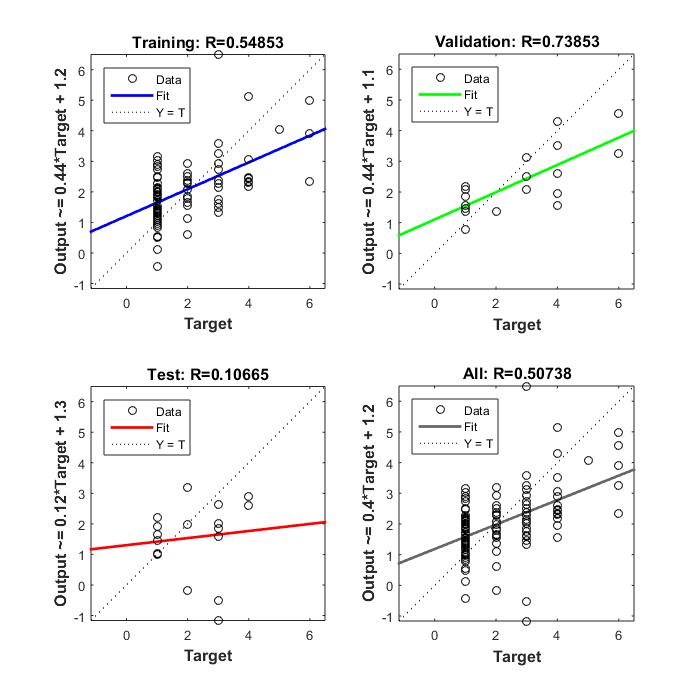 Training: R=0.54853
Output ~= 0.44*Target + 1.2
6
5
4
3
2
1
0
-1
Data
Fit
Y = T
0 2 4 6
Target
Validation: R=0.73853
Output ~= 0.44*Target + 1.1
6
5
4
3
2
1
0
-1
Data
Fit
Y = T
0 2 4 6
Target
Test: R=0.10665
Output ~= 0.12*Target + 1.3
6
5
4
3
2
1
0
-1
Data
Fit
Y = T
0 2 4 6
Target
All: R=0.50738
Output ~= 0.4*Target + 1.2
6
5
4
3
2
1
0
-1
Data
Fit
Y = T
0 2 4 6
Target